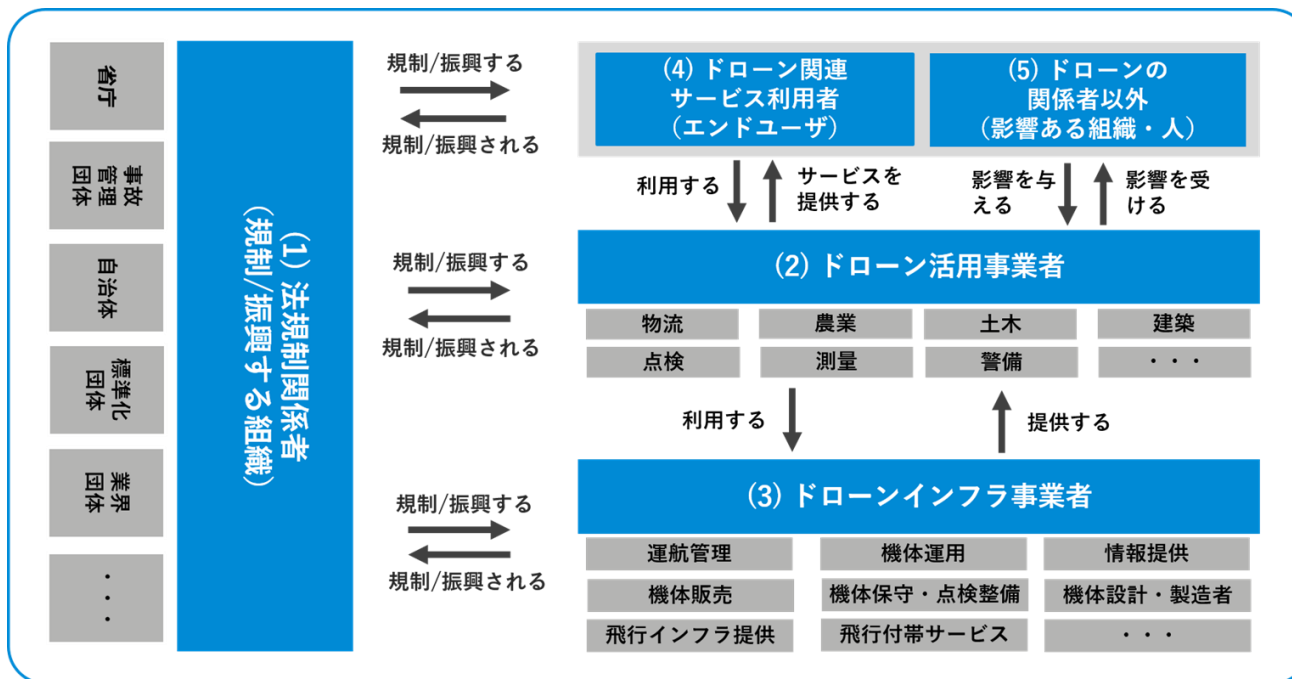 省庁
事故
管理
団体
自治体
標準化
団体
業界
団体
・・・
(1) 法規制関係者
(規制/振興する組織)
規制/振興する
規制/振興される
規制/振興する
規制/振興される
規制/振興する
規制/振興される
(4) ドローン関連
サービス利用者
(エンドユーザ)
(5) ドローンの
関係者以外
(影響ある組織・人)
利用する
サービスを
提供する
影響を与
える
影響を受
ける
(2) ドローン活用事業者
物流
農業
土木
建築
点検
測量
警備
・・・
利用する
提供する
(3) ドローンインフラ事業者
運航管理
機体運用
情報提供
機体販売
機体保守・点検整備
機体設計・製造者
飛行インフラ提供
飛行付帯サービス
・・・